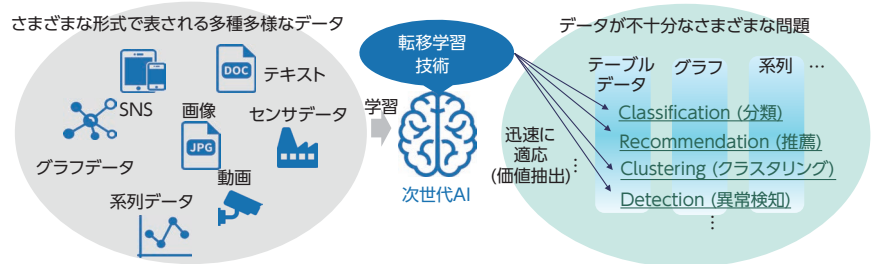 さまざまな形式で表される多種多様なデータ
SNS
DOC
テキスト
グラフデータ
画像
JPG
センサデータ
系列データ
動画
学習
転移学習
技術
次世代AI
迅速に
適応
(価値抽出)
データが不十分なさまざまな問題
テーブル
データ
グラフ
系列
…
Classification (分類)
Recommendation (推薦)
Clustering (クラスタリング)
Detection (異常検知)
⋮
⋮